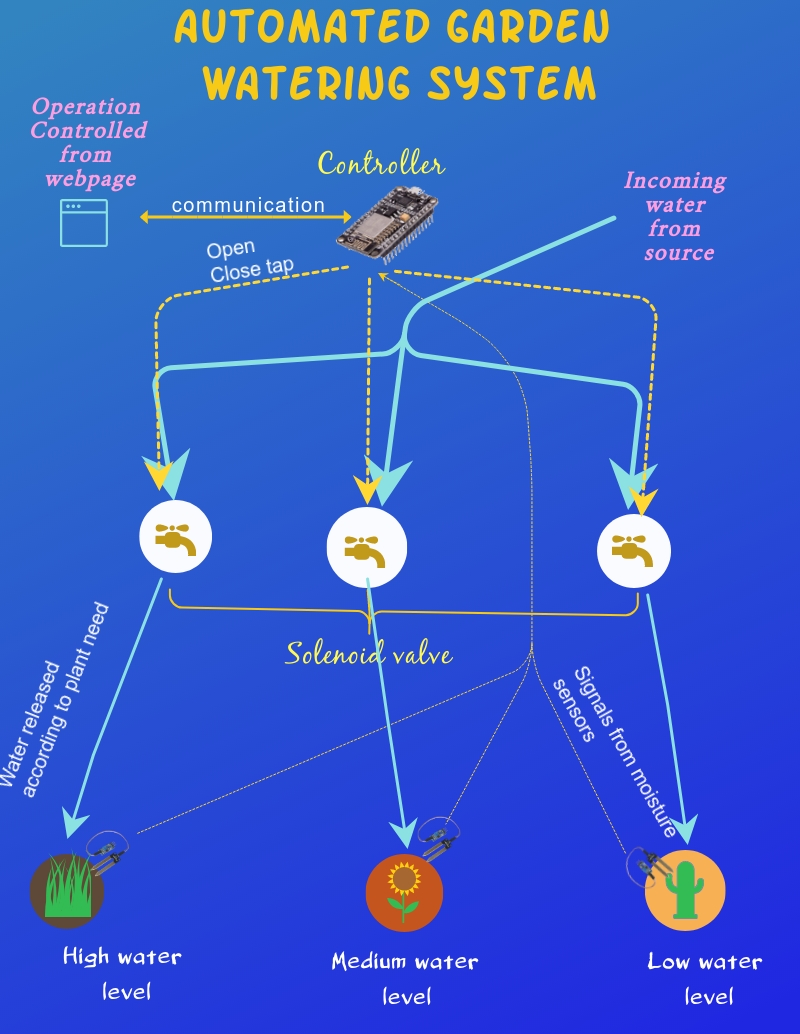 AUTOMATED GARDEN
WATERING SYSTEM
Operation
Controlled
from
webpage
Controller
communication
Incoming
water
from
source
Open
Close tap
Solenoid valve
Water released
according to plant need
Signals from moisture
sensors
High water
level
Medium water
level
Low water
level